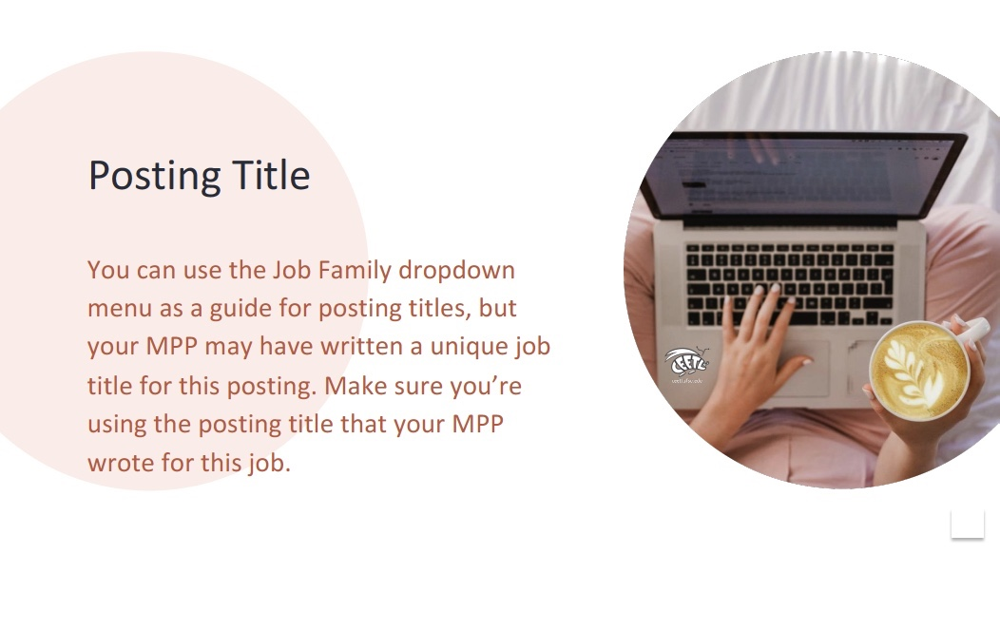 Posting Title
You can use the Job Family dropdown
menu as a guide for posting titles, but
your MPP may have written a unique job
title for this posting. Make sure you’re
using the posting title that your MPP
wrote for this job.
CEETL